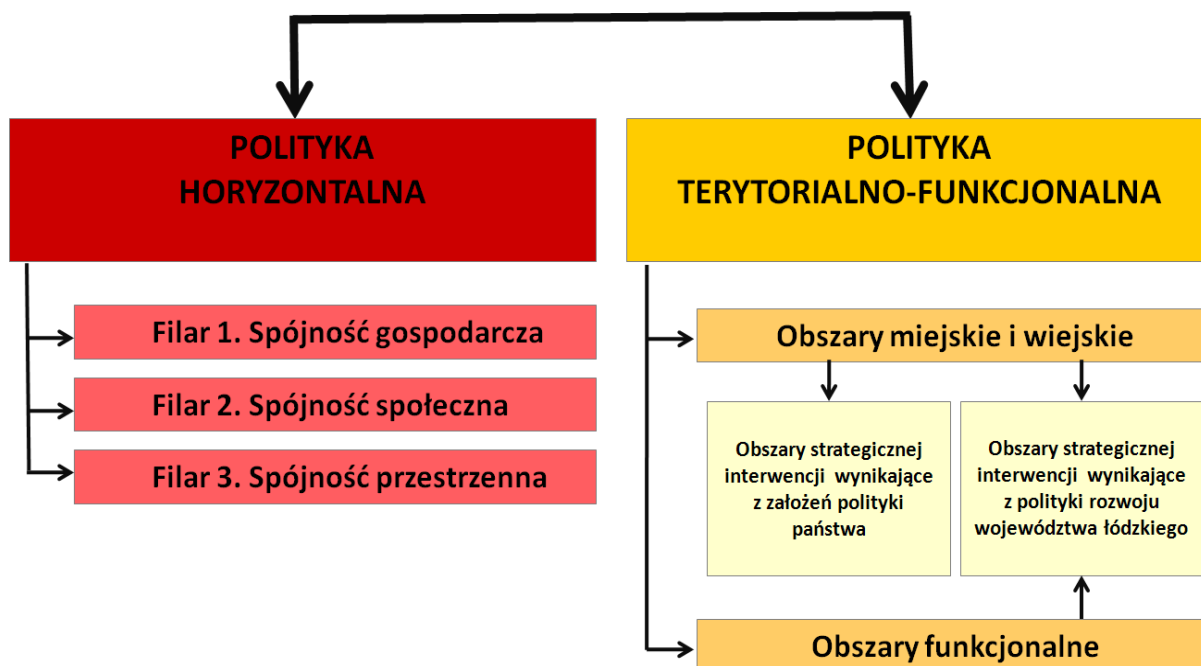 POLITYKA
HORYZONTALNA
Filar 1. Spójność gospodarcza
Filar 2. Spójność społeczna
Filar 3. Spójność przestrzenna
POLITYKA
TERYTORIALNO-FUNKCJONALNA
Obszary miejskie i wiejskie
Obszary strategicznej
interwencji wynikające
z założeń polityki
państwa
Obszary strategicznej
interwencji wynikające
z polityki rozwoju
województwa łódzkiego
Obszary funkcjonalne